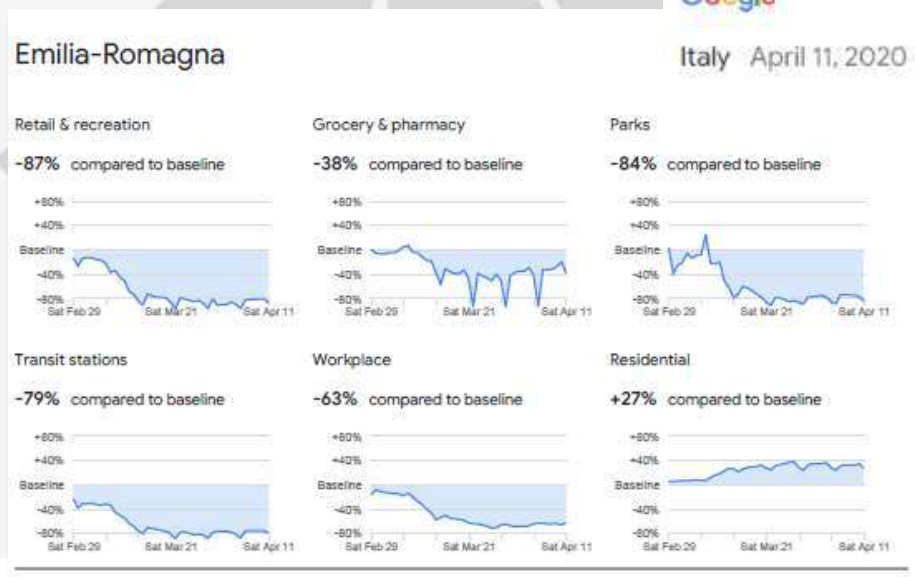 Google
Emilia-Romagna
Italy April 11, 2020
Retail & recreation
-87% compared to baseline
+80%
+40%
Baseline
-40%
-80%
Sat Feb 29 Sat Mar 21 Sat Apr 11
Grocery & pharmacy
-38% compared to baseline
+80%
+40%
Baseline
-40%
-80%
Sat Feb 29 Sat Mar 21 Sat Apr 11
Parks
-84% compared to baseline
+80%
+40%
Baseline
-40%
-80%
Sat Feb 29 Sat Mar 21 Sat Apr 11
Transit stations
-79% compared to baseline
+80%
+40%
Baseline
-40%
-80%
Sat Feb 29 Sat Mar 21 Sat Apr 11
Workplace
-63% compared to baseline
+80%
+40%
Baseline
-40%
-80%
Sat Feb 29 Sat Mar 21 Sat Apr 11
Residential
+27% compared to baseline
+80%
+40%
Baseline
-40%
-80%
Sat Feb 29 Sat Mar 21 Sat Apr 11